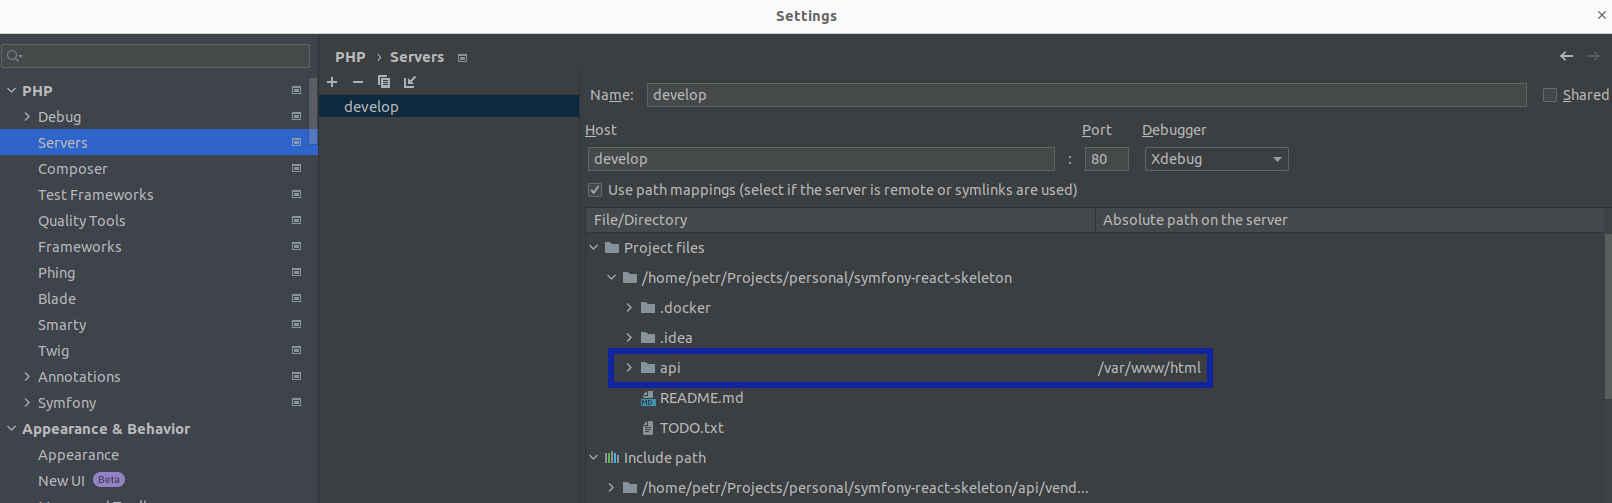 Settings
PHP
Debug
Servers
Composer
Test Frameworks
Quality Tools
Frameworks
Phing
Blade
Smarty
Twig
Annotations
Symfony
Appearance & Behavior
Appearance
New UI Beta
PHP › Servers
develop
Name: develop Shared
Host Port Debugger
develop : 80 Xdebug
Use path mappings (select if the server is remote or symlinks are used)
File/Directory Absolute path on the server
Project files
/home/petr/Projects/personal/symfony-react-skeleton
.docker
.idea
api /var/www/html
README.md
TODO.txt
Include path
/home/petr/Projects/personal/symfony-react-skeleton/api/vend...